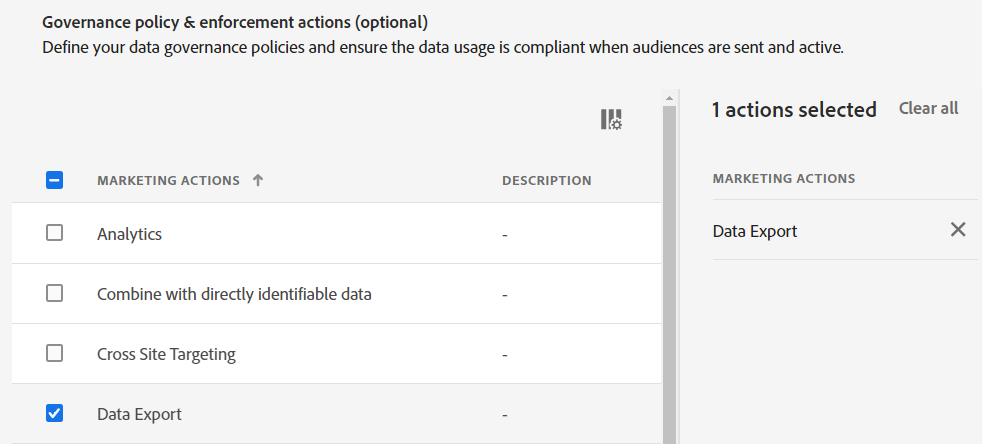 Governance policy & enforcement actions (optional)
Define your data governance policies and ensure the data usage is compliant when audiences are sent and active.
1 actions selected Clear all
MARKETING ACTIONS DESCRIPTION
Analytics -
Combine with directly identifiable data -
Cross Site Targeting -
Data Export -
MARKETING ACTIONS
Data Export